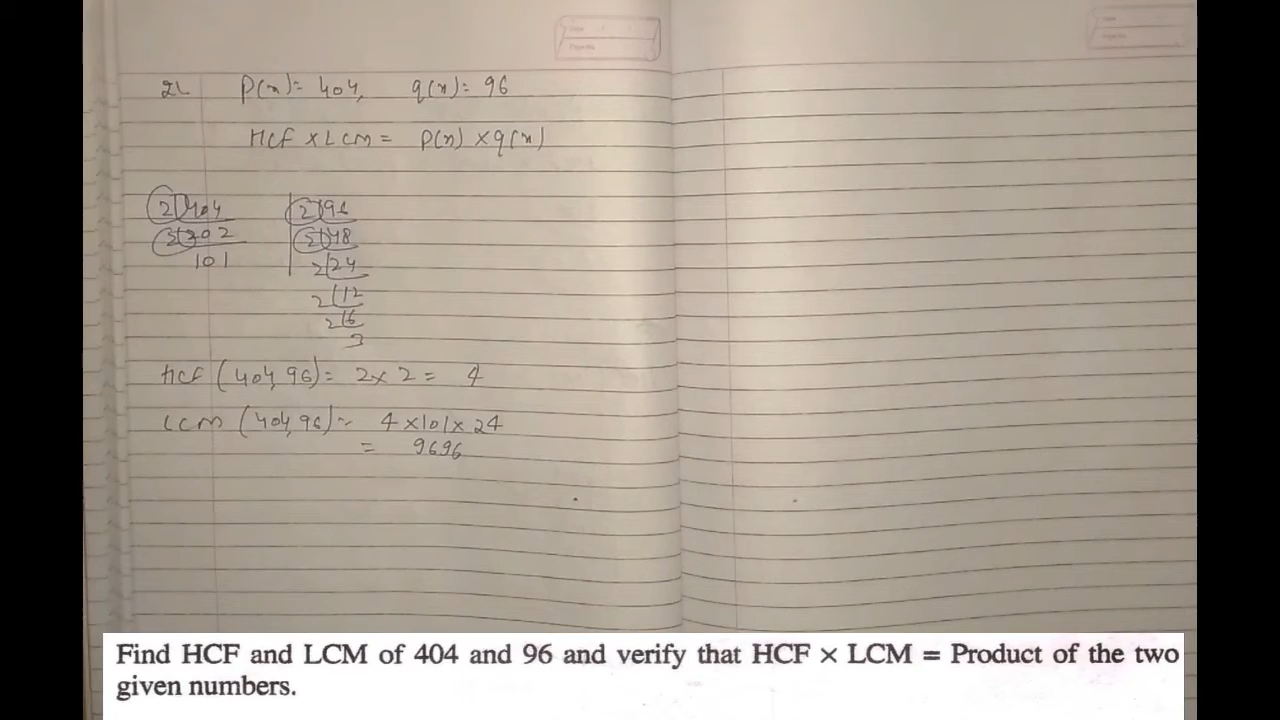 21 P(x)= 404, q(x)= 96
HCF × LCM = P(x) × q(x)
2 404 2 96
2 202 2 48
101 2 24
2 12
2 6
3
HCF (404, 96) = 2 × 2 = 4
LCM (404, 96) = 4 × 101 × 24
= 9696
Find HCF and LCM of 404 and 96 and verify that HCF × LCM = Product of the two
given numbers.